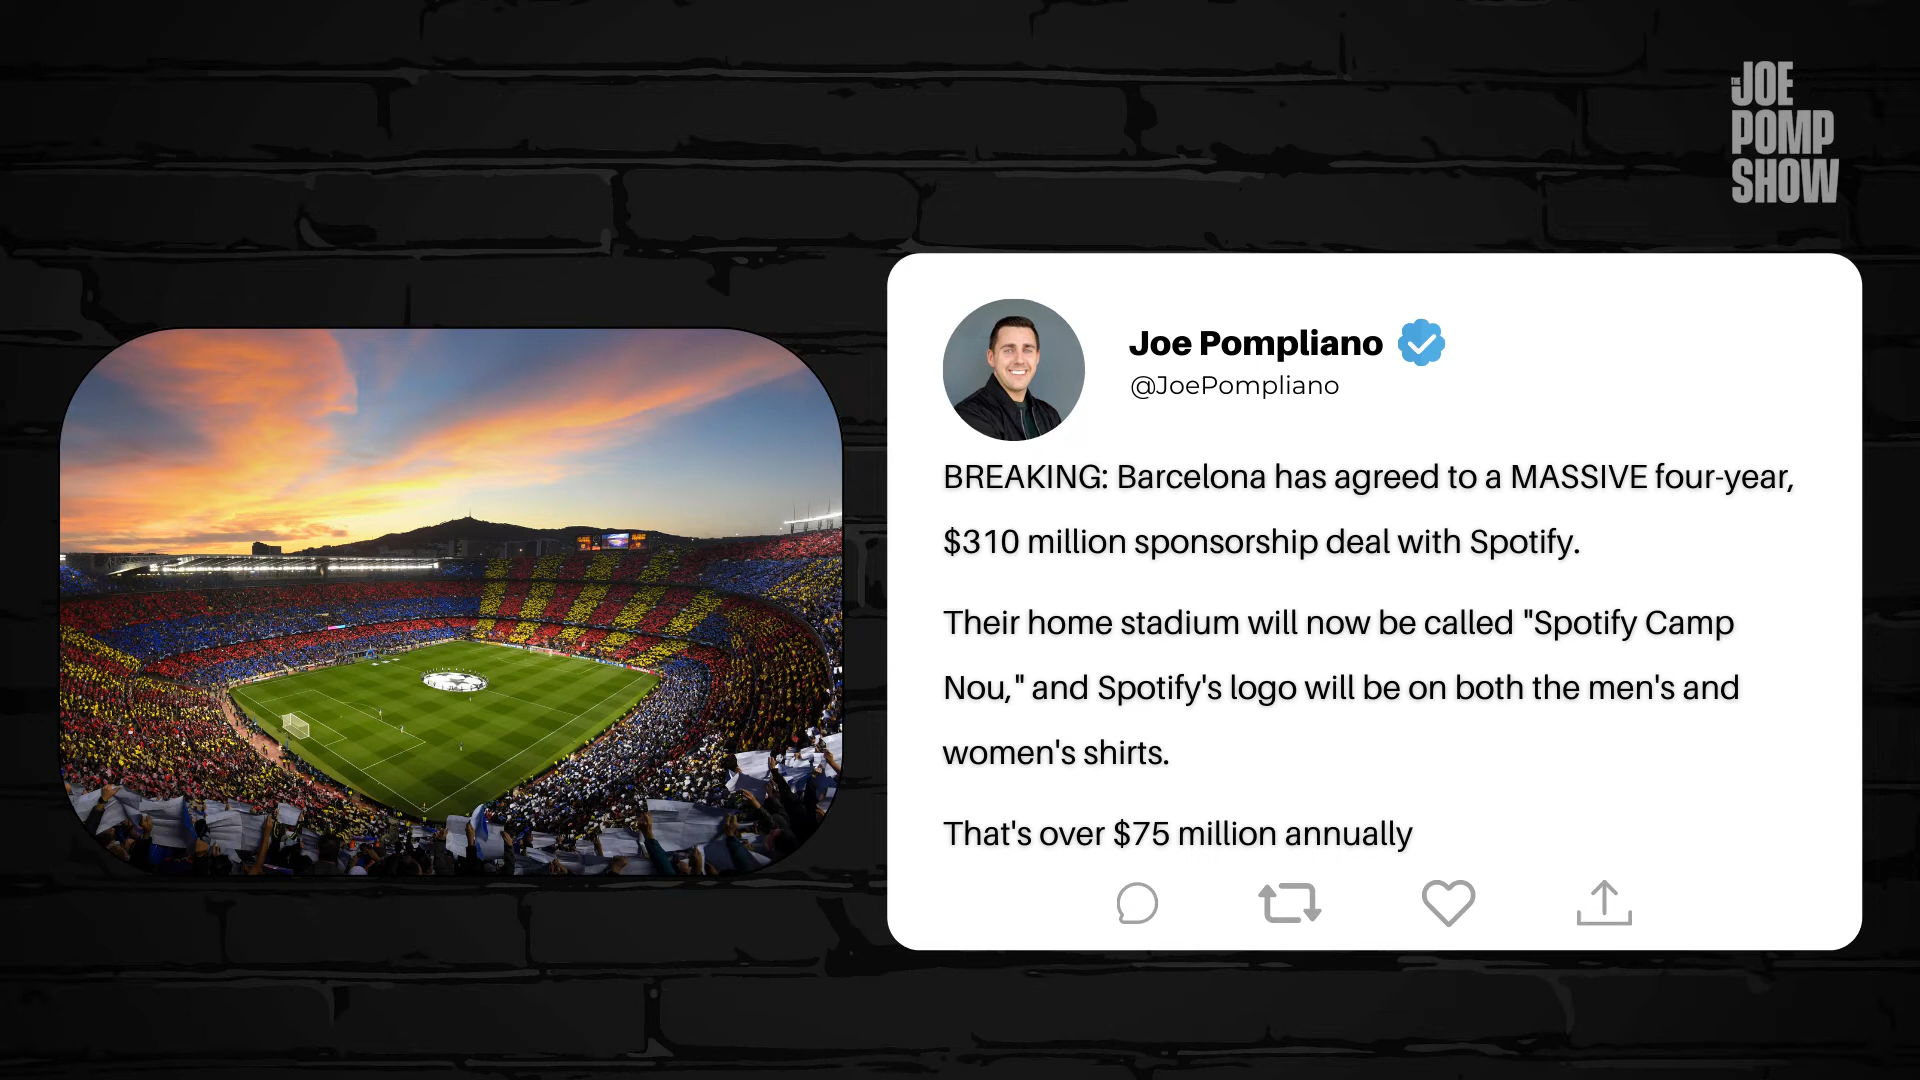 THE JOE
POMP
SHOW
Joe Pompliano
@JoePompliano
BREAKING: Barcelona has agreed to a MASSIVE four-year,
$310 million sponsorship deal with Spotify.
Their home stadium will now be called "Spotify Camp
Nou," and Spotify's logo will be on both the men's and
women's shirts.
That's over $75 million annually